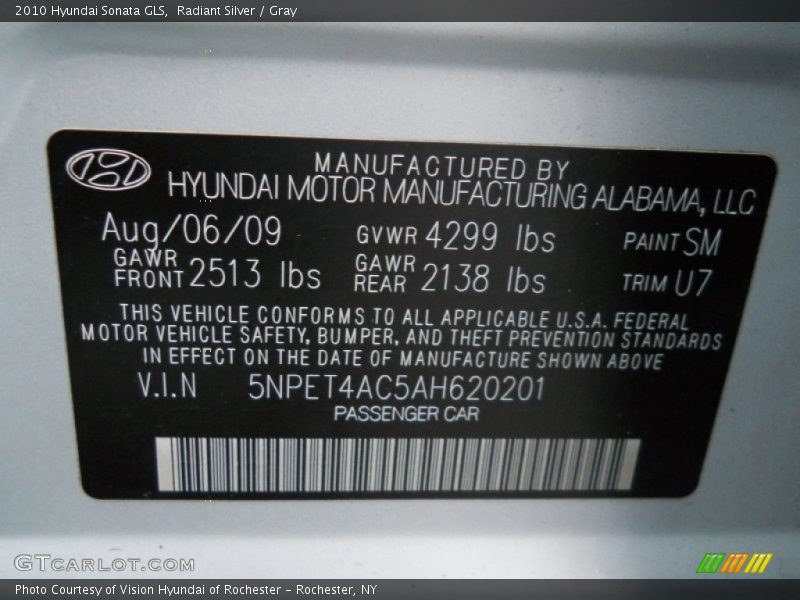 2010 Hyundai Sonata GLS,  Radiant Silver / Gray
MANUFACTURED BY
HYUNDAI MOTOR MANUFACTURING ALABAMA, LLC
Aug/06/09 GVWR 4299 lbs PAINT SM
GAWR FRONT 2513 lbs GAWR REAR 2138 lbs TRIM U7
THIS VEHICLE CONFORMS TO ALL APPLICABLE U.S.A. FEDERAL
MOTOR VEHICLE SAFETY, BUMPER, AND THEFT PREVENTION STANDARDS
IN EFFECT ON THE DATE OF MANUFACTURE SHOWN ABOVE
V.I.N 5NPET4AC5AH620201
PASSENGER CAR
GTCARLOT.COM
Photo Courtesy of Vision Hyundai of Rochester – Rochester, NY